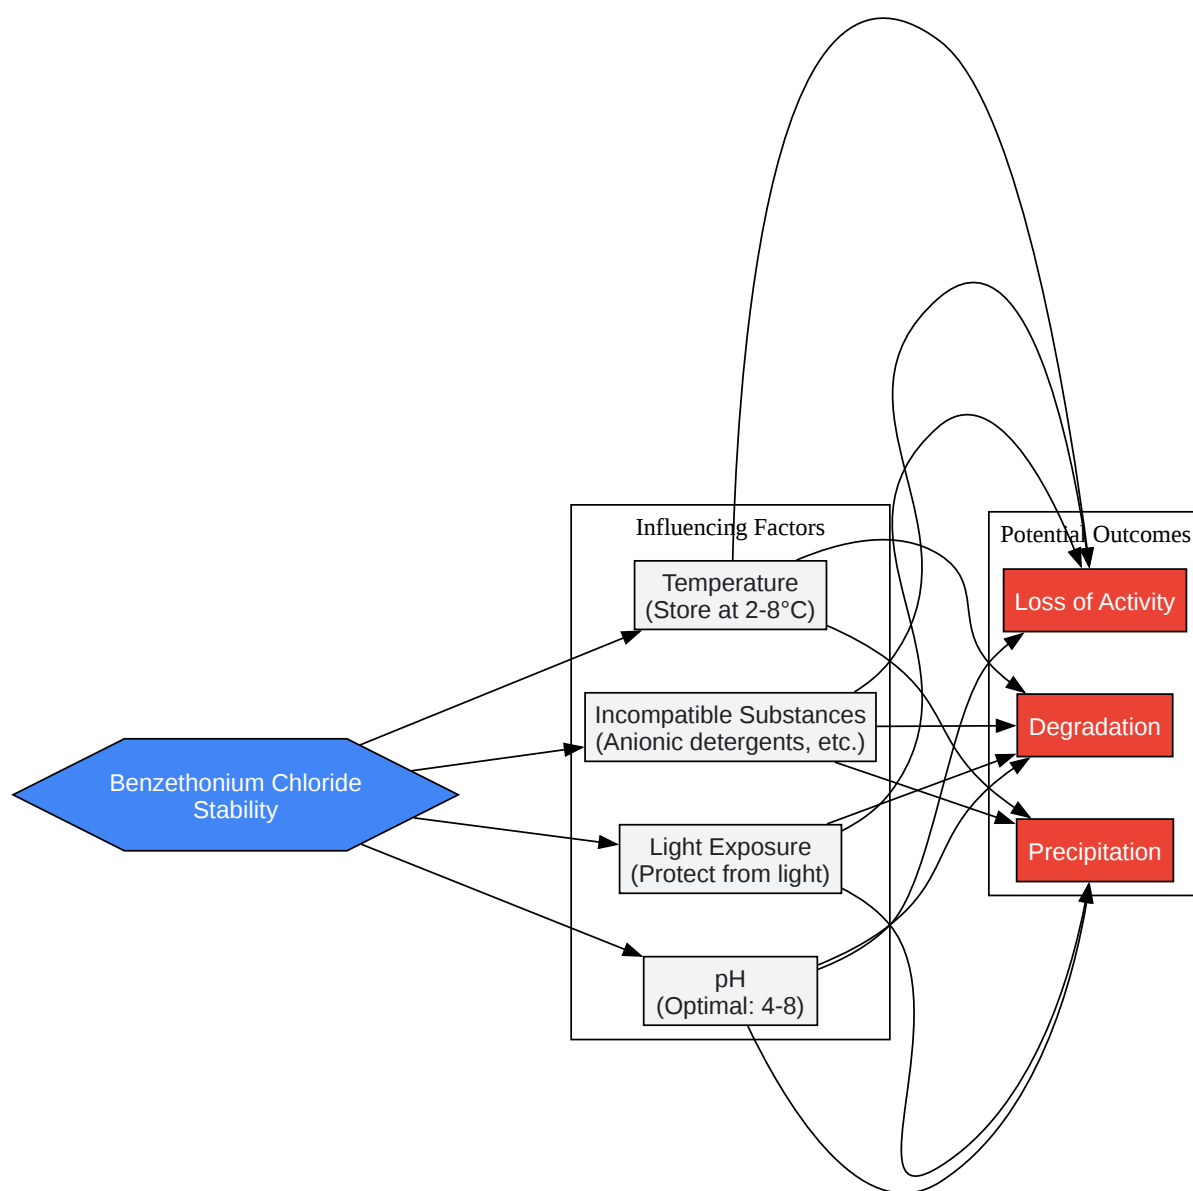 Influencing Factors
Temperature
(Store at 2-8°C)
Incompatible Substances
(Anionic detergents, etc.)
Light Exposure
(Protect from light)
pH
(Optimal: 4-8)
Benzethonium Chloride
Stability
Potential Outcomes
Loss of Activity
Degradation
Precipitation